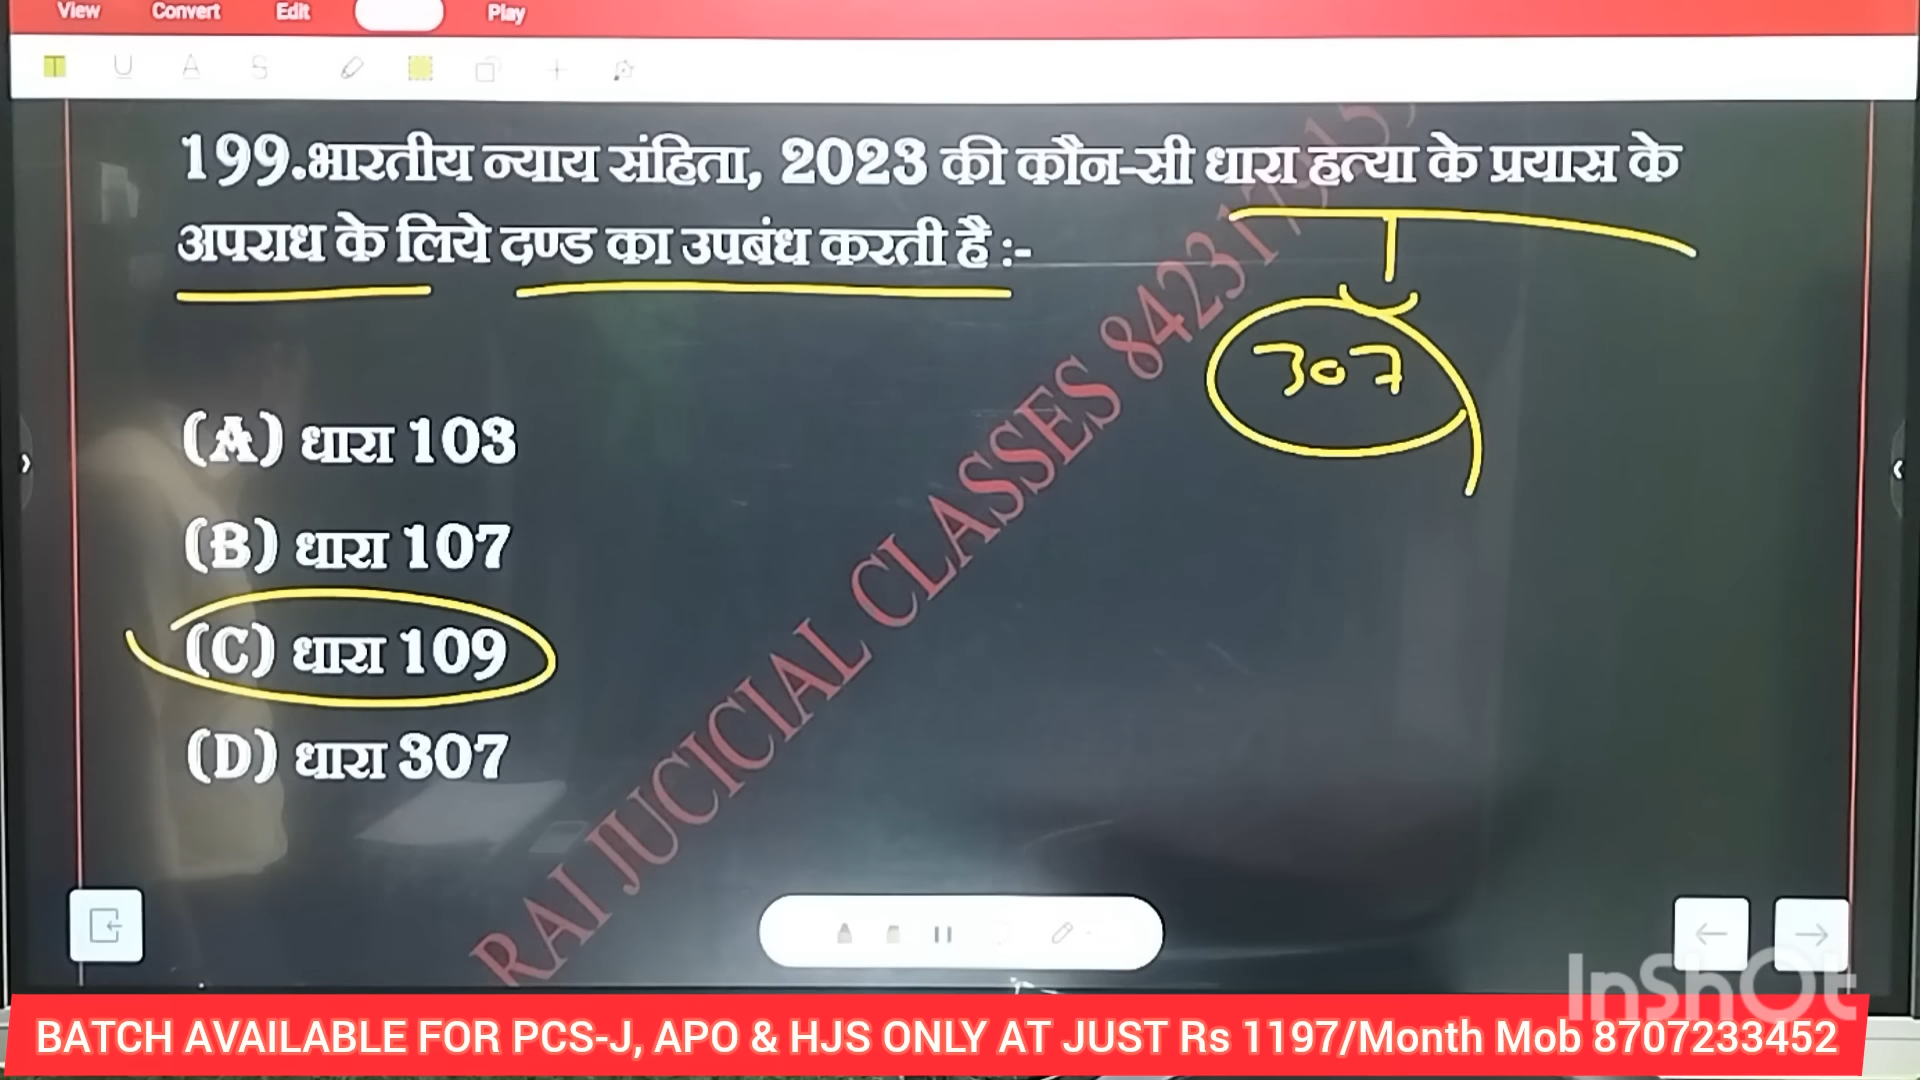 View Convert Edit Play
T U A S
199.भारतीय न्याय संहिता, 2023 की कौन-सी धारा हत्या के प्रयास के
अपराध के लिये दण्ड का उपबंध करती है :-
307
(A) धारा 103
(B) धारा 107
(C) धारा 109
(D) धारा 307
RAI JUCICIAL CLASSES 8423179157
InShOt
BATCH AVAILABLE FOR PCS-J, APO & HJS ONLY AT JUST Rs 1197/Month Mob 8707233452